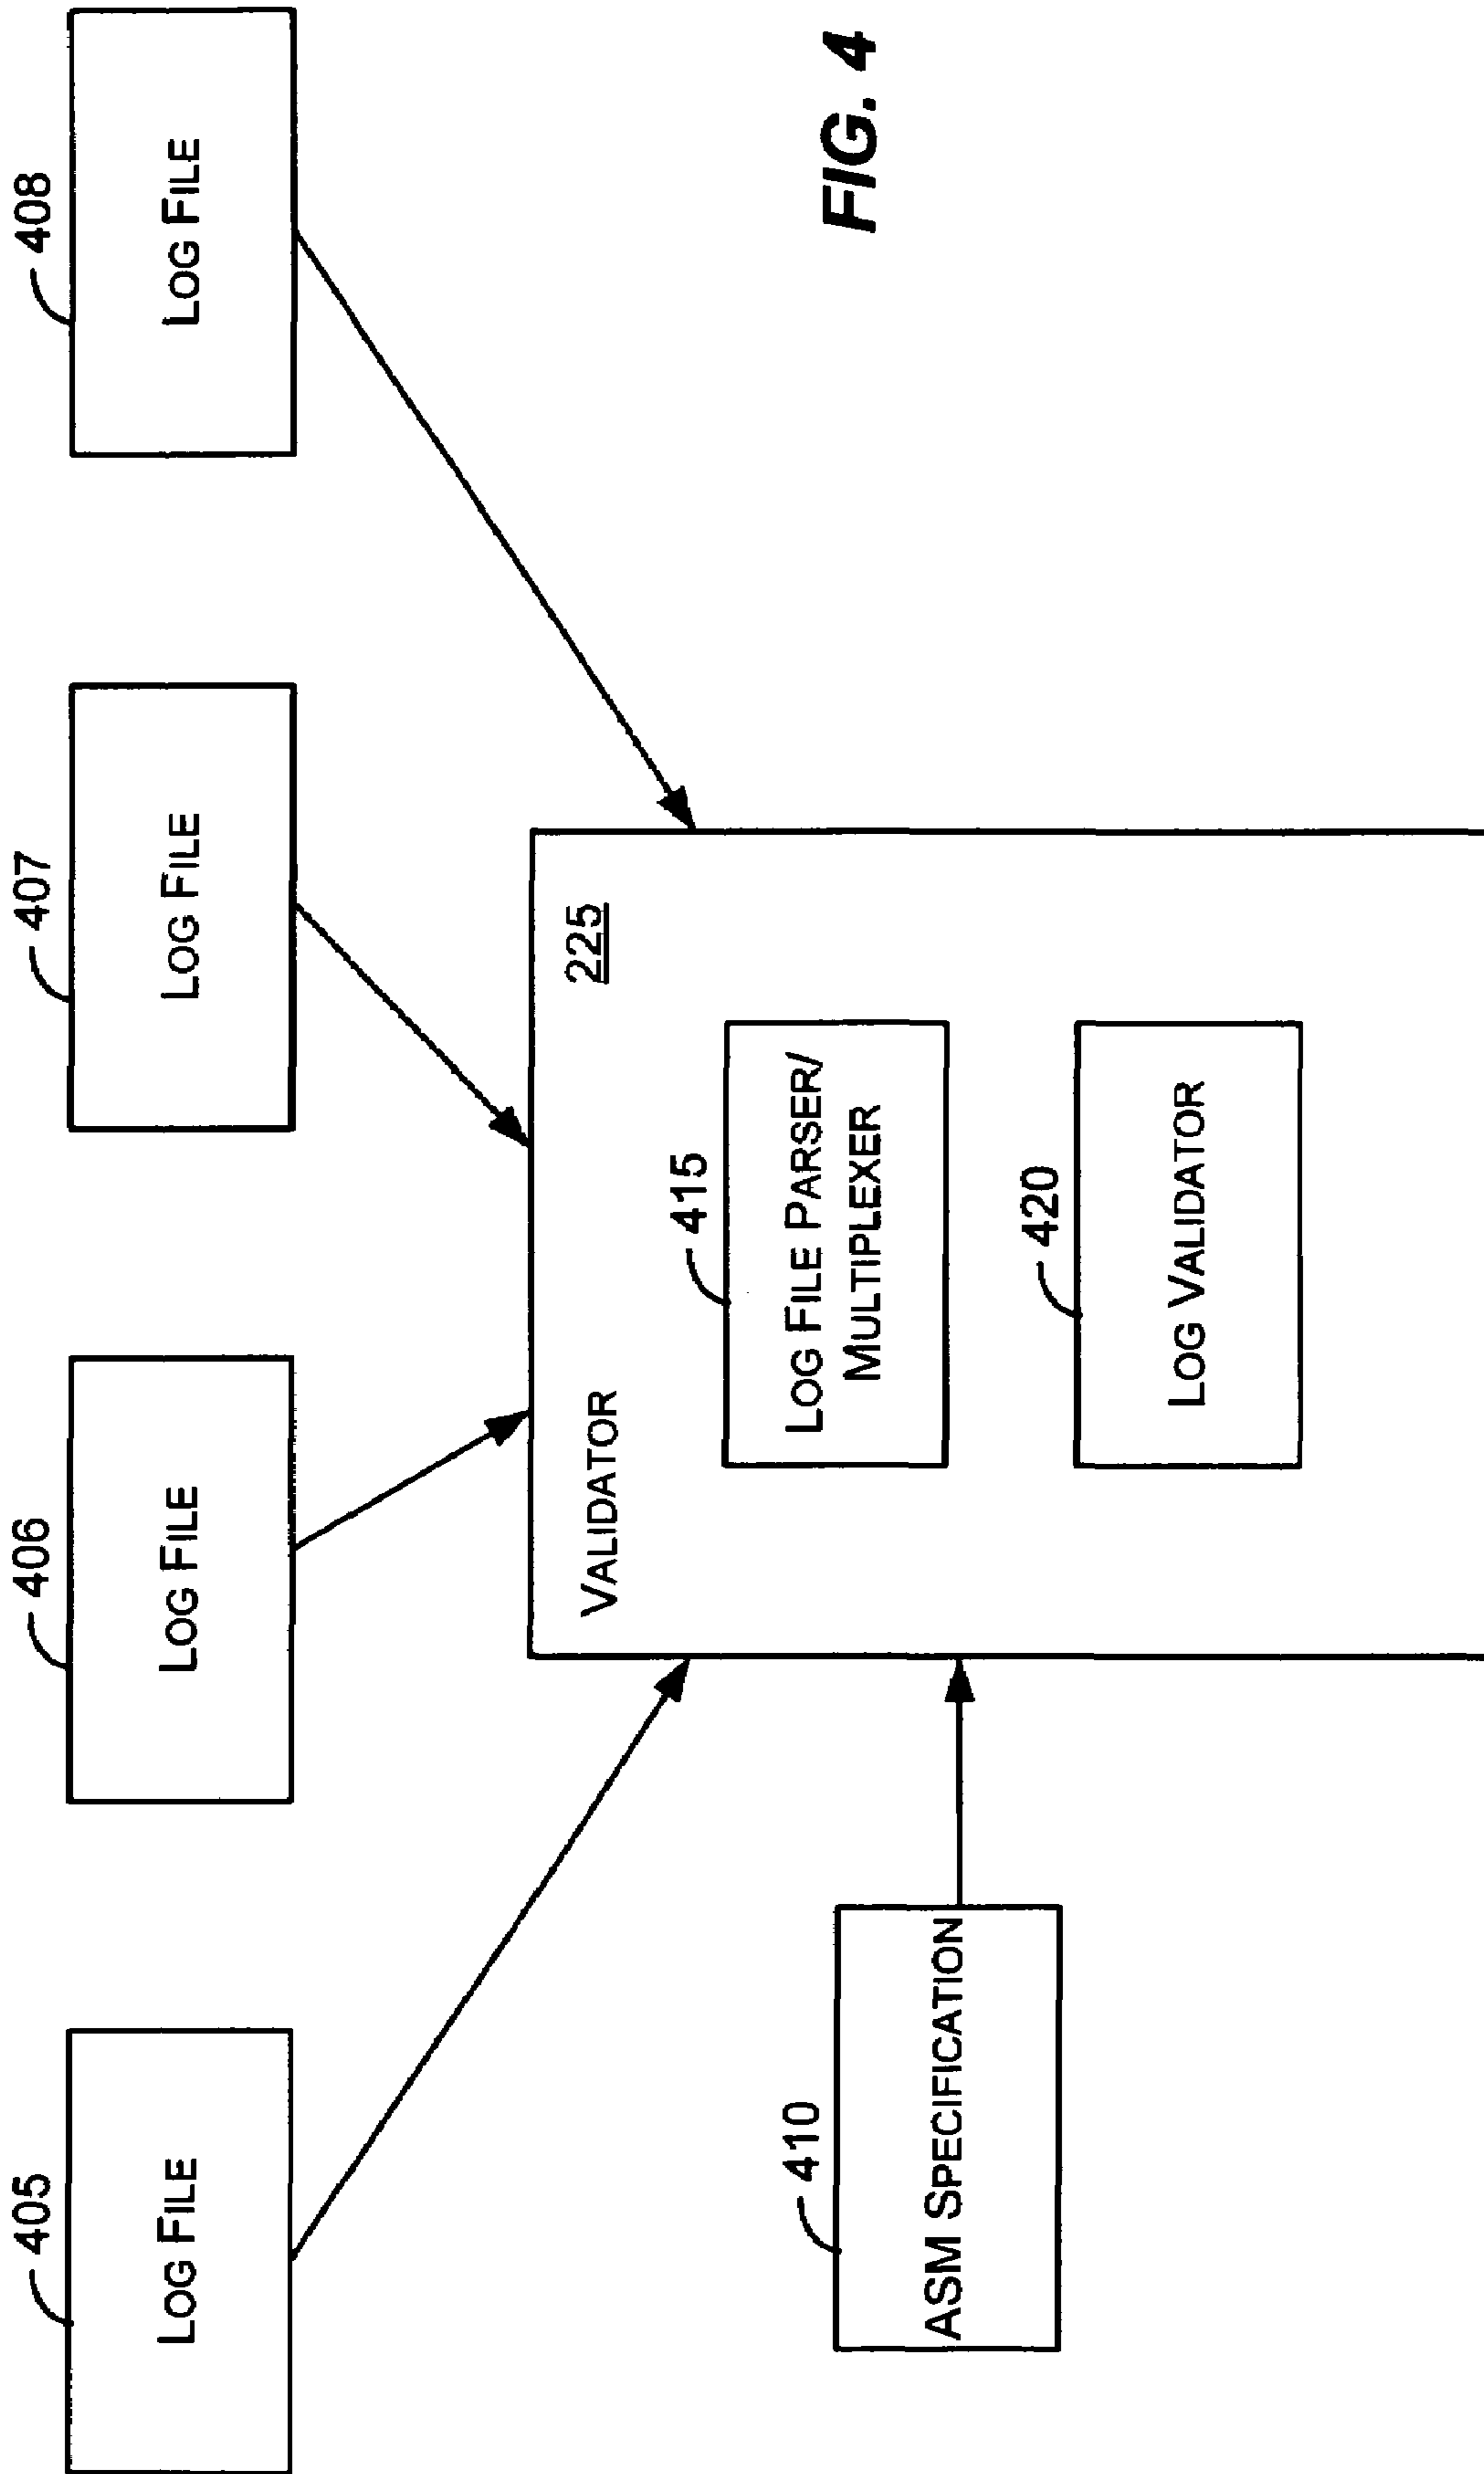 405
LOG FILE
406
LOG FILE
407
LOG FILE
408
LOG FILE
VALIDATOR
225
410
ASM SPECIFICATION
415
LOG FILE PARSER/
MULTIPLEXER
420
LOG VALIDATOR
FIG. 4